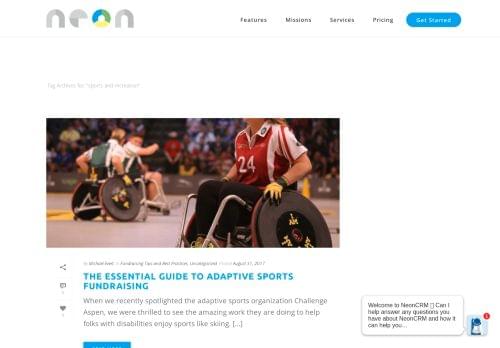 neon
Features
Missions
Services
Pricing
Get Started
Tag Archives for: "sports and recreation"
24
by Michael Evert in Fundraising Tips and Best Practices, Uncategorized Posted August 31, 2017
THE ESSENTIAL GUIDE TO ADAPTIVE SPORTS
FUNDRAISING
When we recently spotlighted the adaptive sports organization Challenge
Aspen, we were thrilled to see the amazing work they are doing to help
folks with disabilities enjoy sports like skiing. [...]
Welcome to NeonCRM Can I
help answer any questions you
have about NeonCRM and how it
can help you...
1